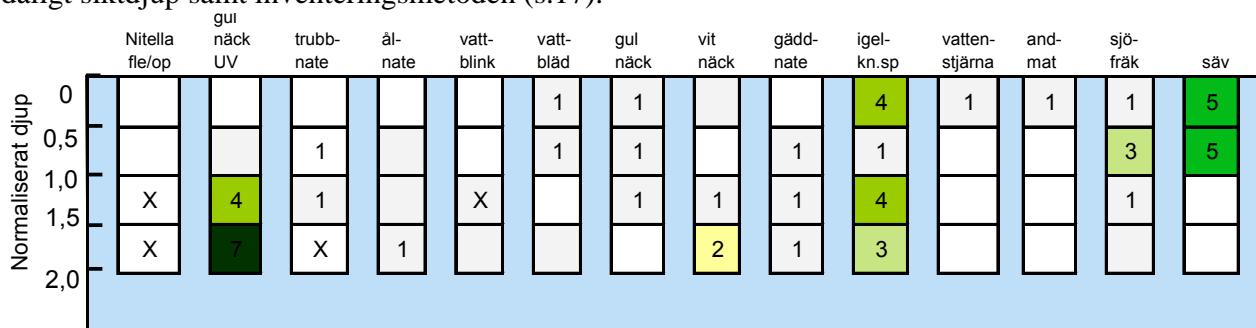 dåligt siktdjup samt inventeringsmetoden (s.17).
Nitella fle/op
gul näck UV
trubb- nate
ål- nate
vatt- blink
vatt- bläd
gul näck
vit näck
gädd- nate
igel- kn.sp
vatten- stjärna
and- mat
sjö- fräk
säv
Normaliserat djup
0
1 1 4 1 1 1 5
0,5
1 1 1 1 1 3 5
1,0
X 4 1 X 1 1 1 4 1
1,5
X 7 X 1 2 1 3
2,0